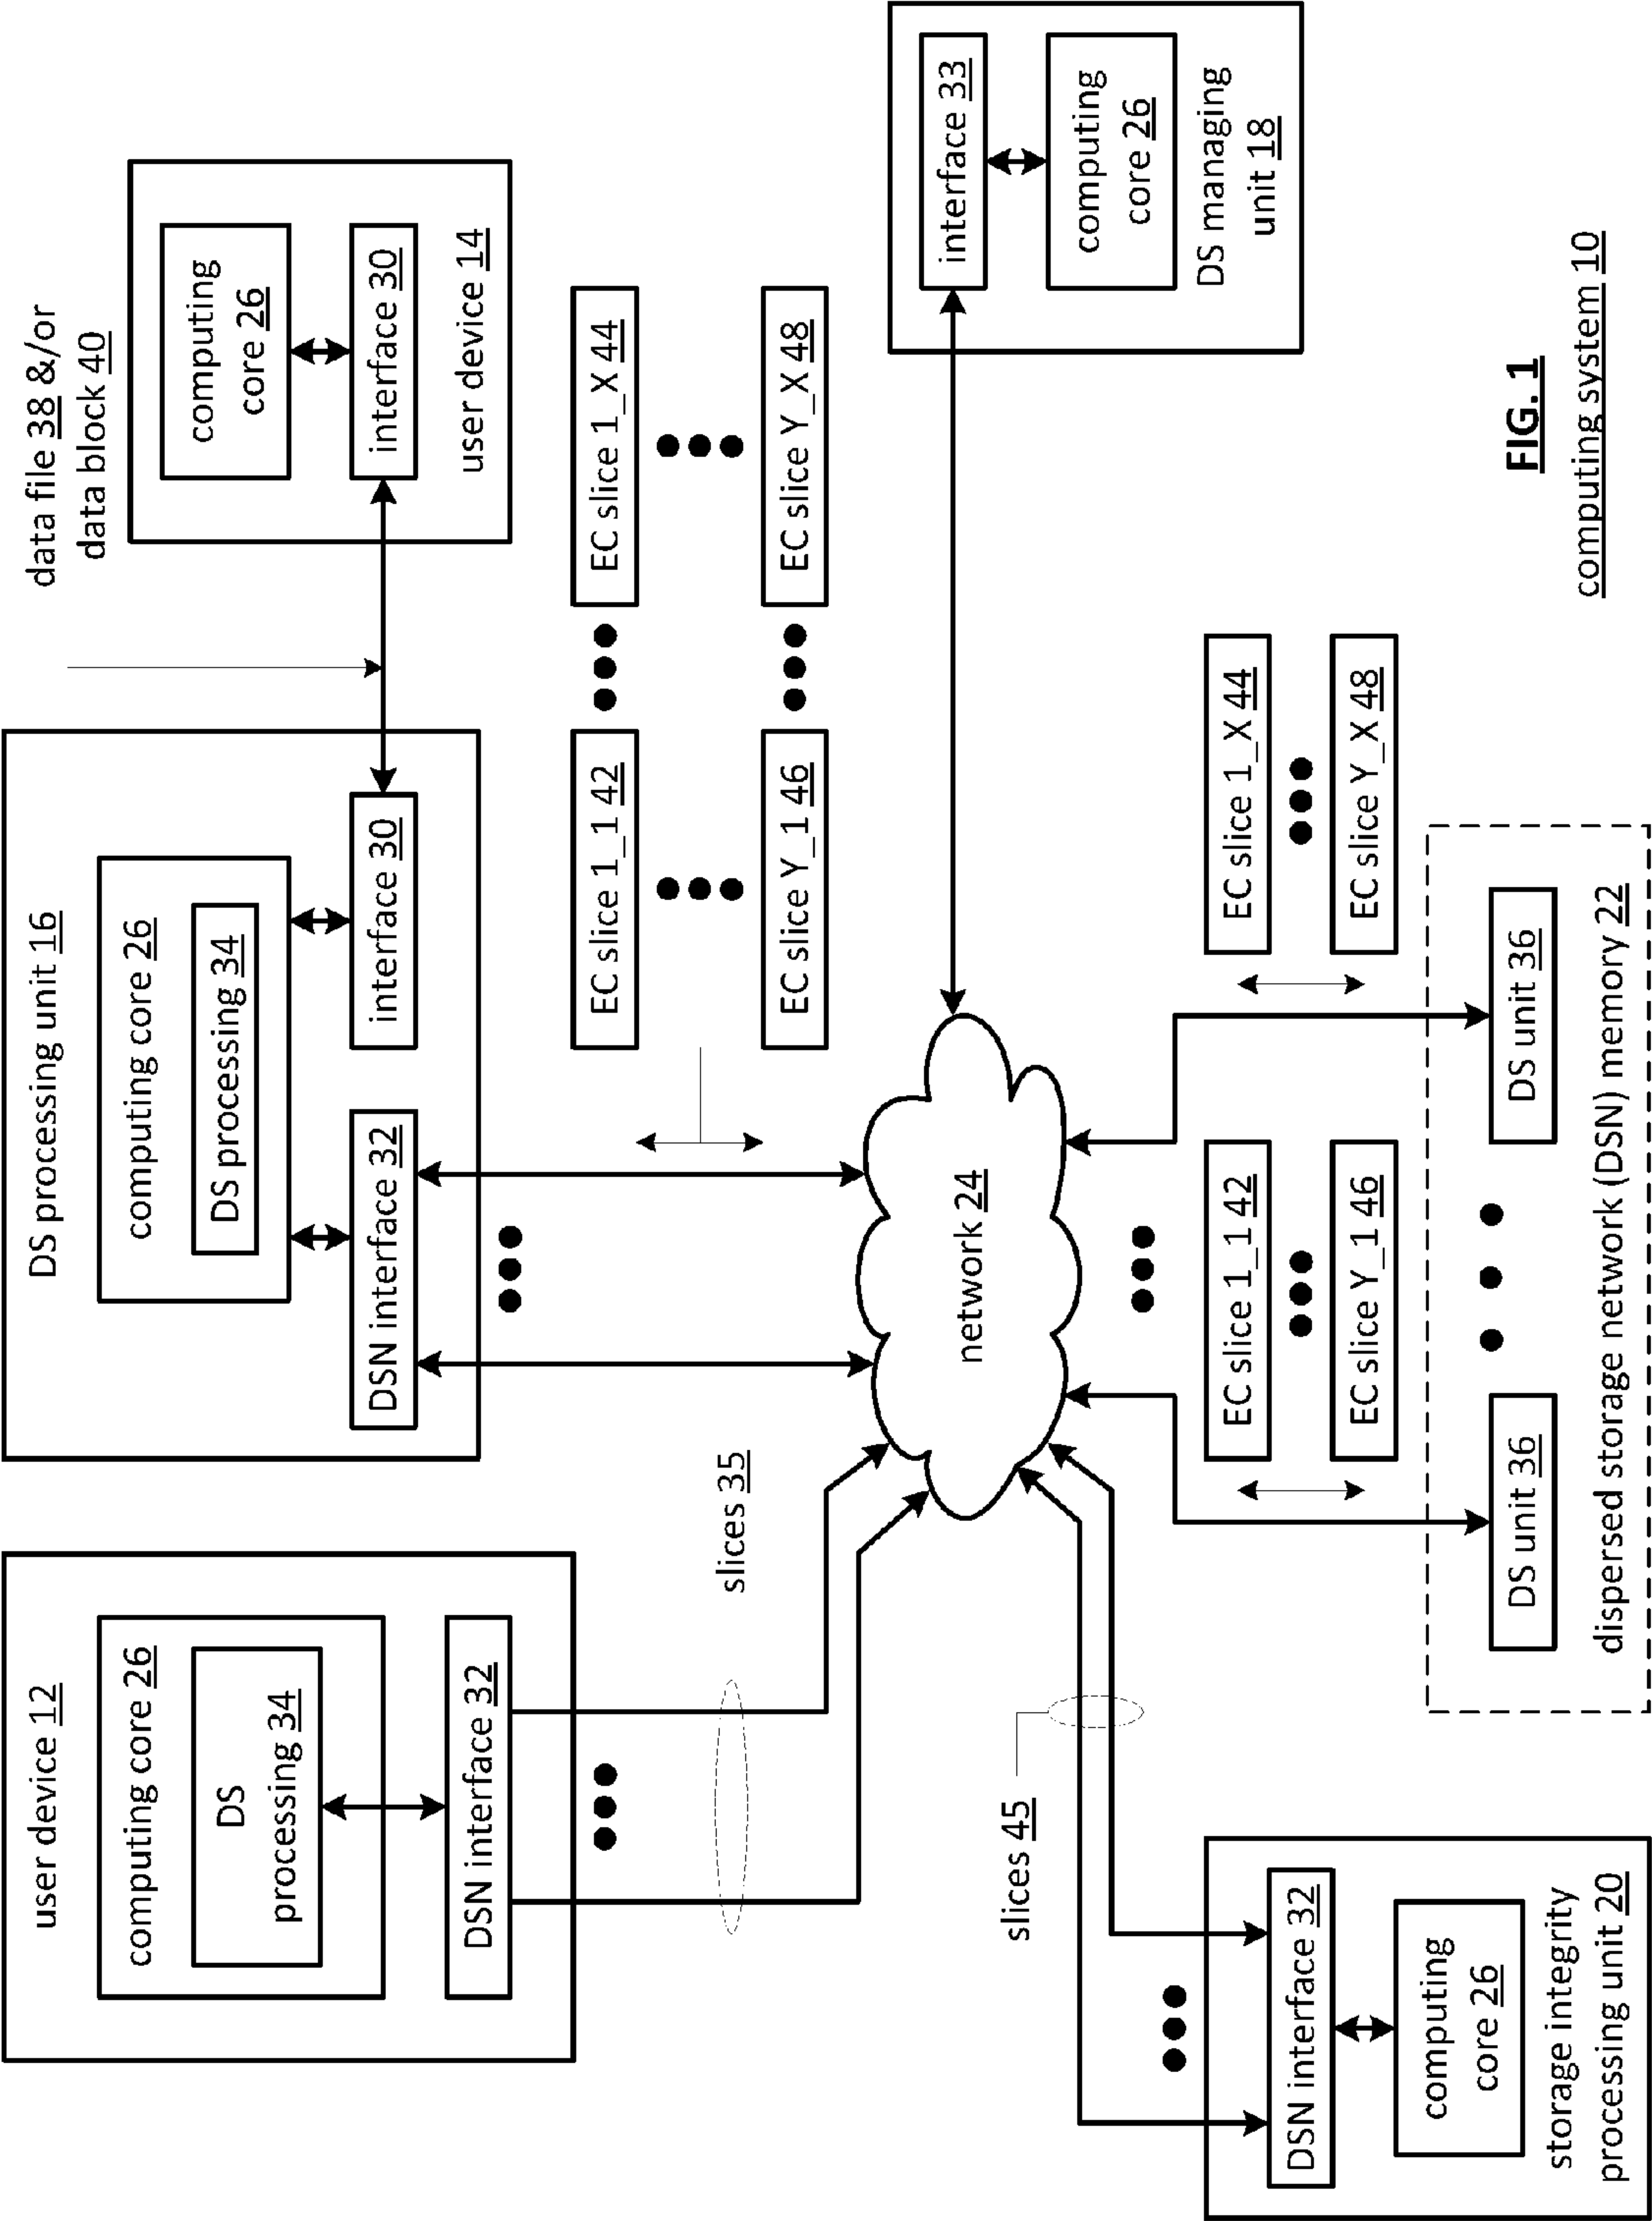 user device 12
computing core 26
DS
processing 34
DSN interface 32
DS processing unit 16
computing core 26
DS processing 34
DSN interface 32
interface 30
data file 38 &/or
data block 40
computing
core 26
interface 30
user device 14
slices 35
EC slice 1_1 42
EC slice 1_X 44
EC slice Y_1 46
EC slice Y_X 48
network 24
interface 33
computing
core 26
DS managing
unit 18
slices 45
DSN interface 32
computing
core 26
storage integrity
processing unit 20
EC slice 1_1 42
EC slice Y_1 46
EC slice 1_X 44
EC slice Y_X 48
DS unit 36
DS unit 36
dispersed storage network (DSN) memory 22
FIG. 1
computing system 10